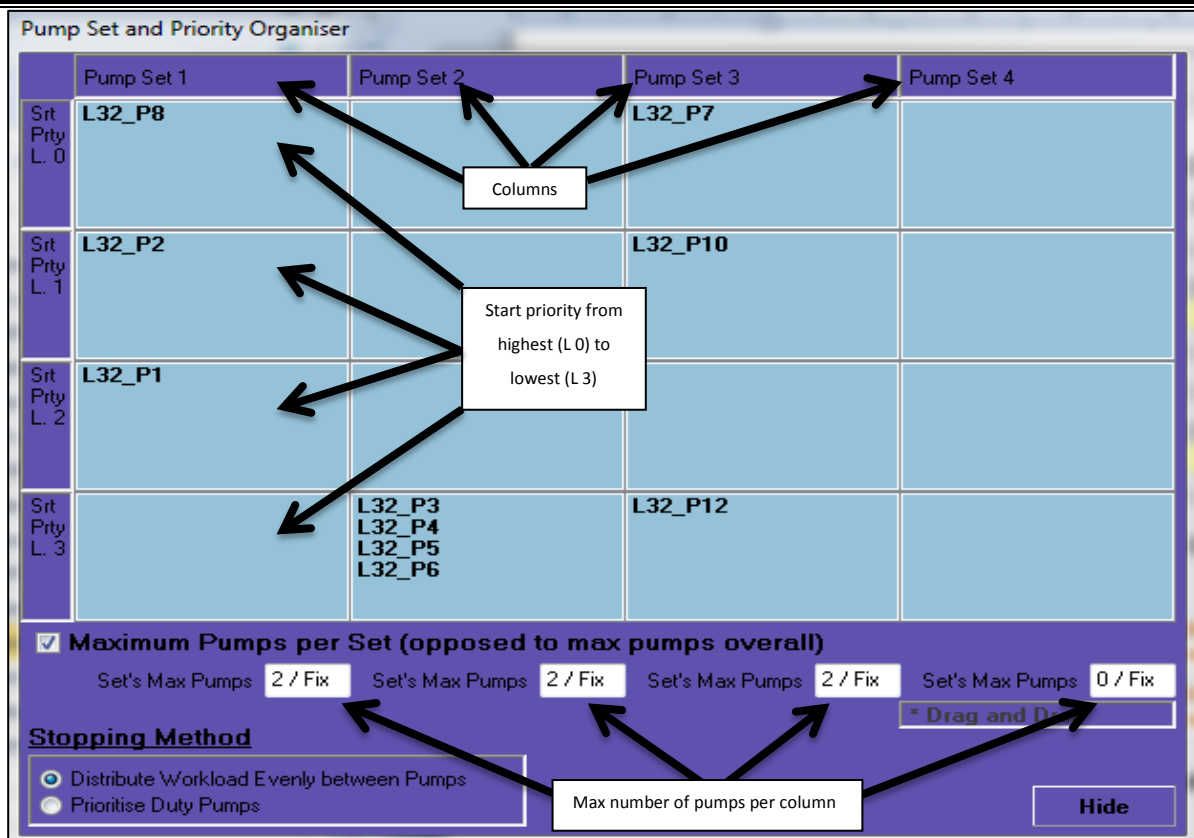 Pump Set and Priority Organiser
Pump Set 1
Pump Set 2
Pump Set 3
Pump Set 4
Srt
Prty
L. 0
L32_P8
L32_P7
Columns
Srt
Prty
L. 1
L32_P2
L32_P10
Start priority from
highest (L 0) to
lowest (L 3)
Srt
Prty
L. 2
L32_P1
Srt
Prty
L. 3
L32_P3
L32_P4
L32_P5
L32_P6
L32_P12
Maximum Pumps per Set (opposed to max pumps overall)
Set's Max Pumps 2 / Fix
Set's Max Pumps 2 / Fix
Set's Max Pumps 2 / Fix
Set's Max Pumps 0 / Fix
* Drag and
Stopping Method
Distribute Workload Evenly between Pumps
Prioritise Duty Pumps
Max number of pumps per column
Hide